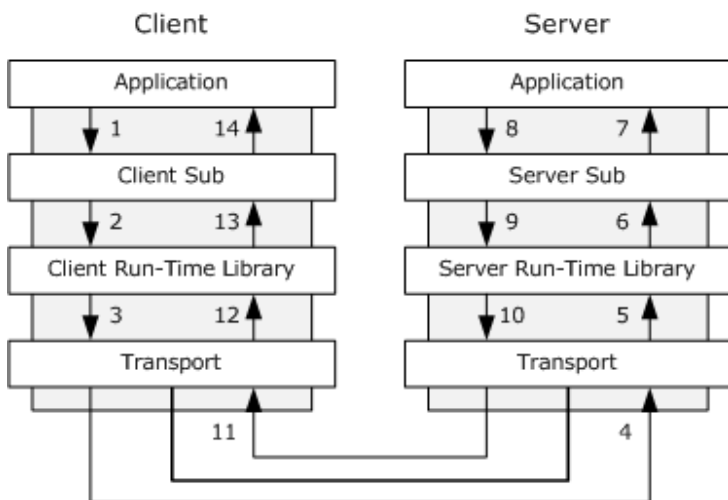 Client Server
Application Application
1 14 8 7
Client Sub Server Sub
2 13 9 6
Client Run-Time Library Server Run-Time Library
3 12 10 5
Transport Transport
11 4